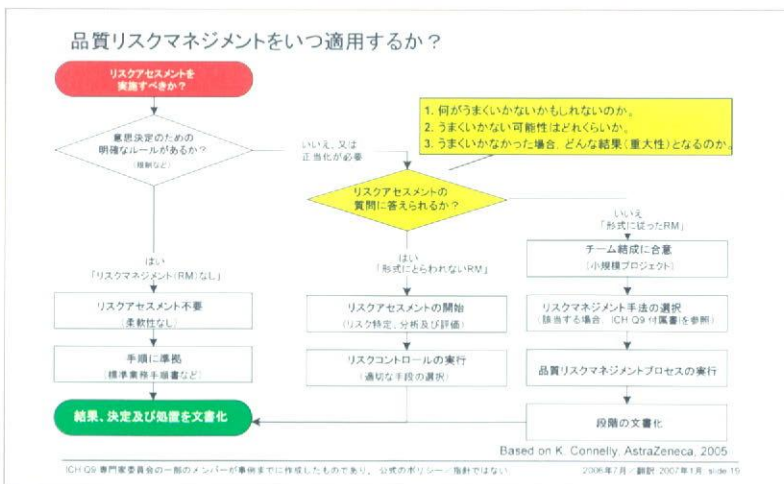 品質リスクマネジメントをいつ適用するか？
リスクアセスメントを
実施すべきか？
意思決定のための
明確なルールがあるか？
(規制など)
いいえ、又は
正当化が必要
1. 何がうまくいかないかもしれないのか。
2. うまくいかない可能性はどれくらいか。
3. うまくいかなかった場合、どんな結果(重大性)となるのか。
リスクアセスメントの
質問に答えられるか？
はい
「リスクマネジメント(RM)なし」
はい
「形式にとらわれないRM」
いいえ
「形式に従ったRM」
リスクアセスメント不要
(柔軟性なし)
手順に準拠
(標準業務手順書など)
リスクアセスメントの開始
(リスク特定、分析及び評価)
リスクコントロールの実行
(適切な手段の選択)
チーム結成に合意
(小規模プロジェクト)
リスクマネジメント手法の選択
(該当する場合、ICH Q9 付属書Iを参照)
品質リスクマネジメントプロセスの実行
段階の文書化
結果、決定及び処置を文書化
Based on K. Connelly, AstraZeneca, 2005
ICH Q9 専門家委員会の一部のメンバーが事例までに作成したものであり、公式のポリシー／指針ではない
2006年7月／翻訳:2007年1月, slide 19